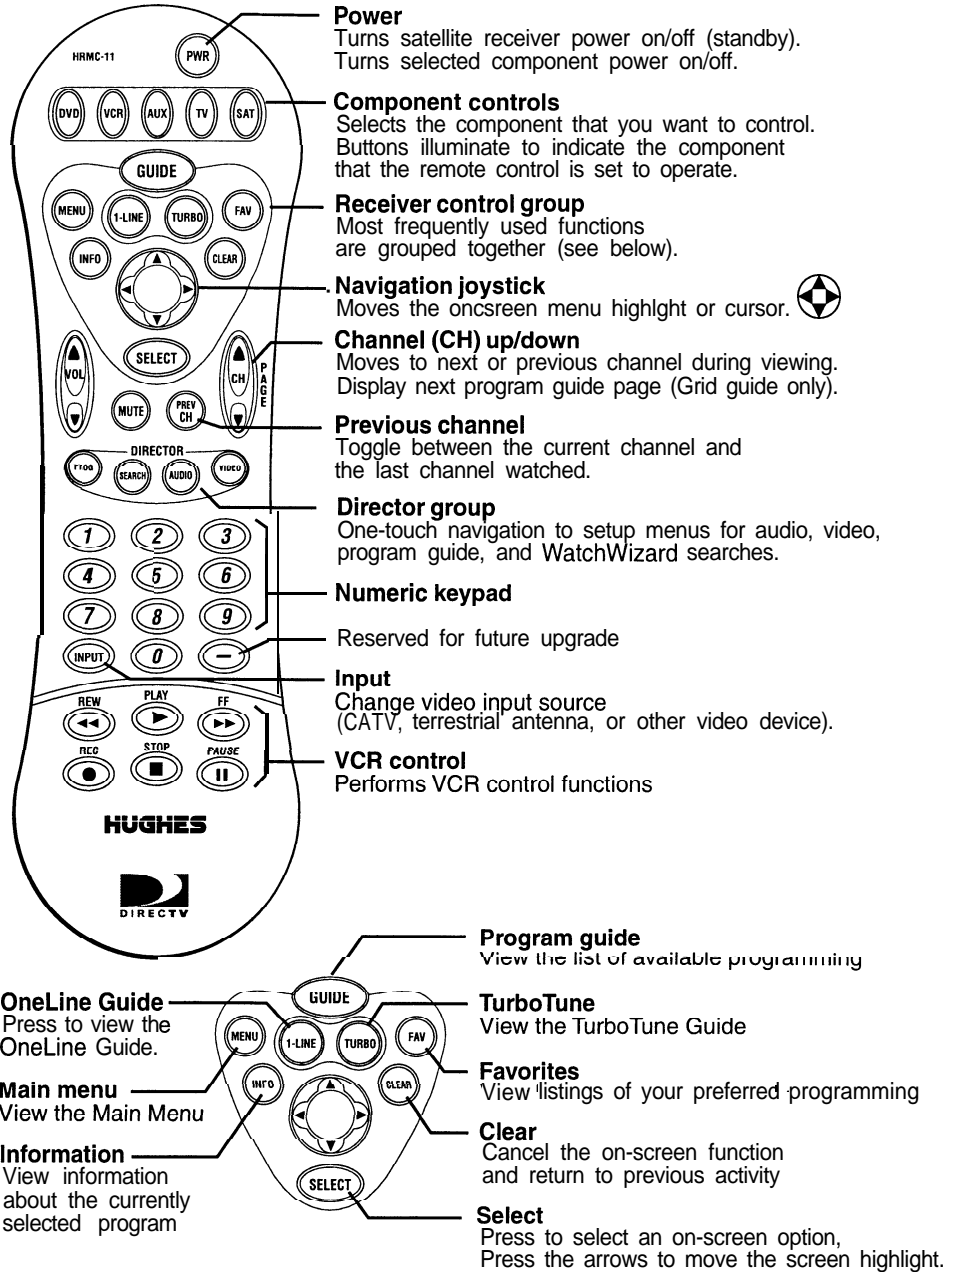 HRMC-11
PWR
DVD VCR AUX TV SAT
GUIDE
MENU 1-LINE TURBO FAV
INFO CLEAR
SELECT
VOL CH PAGE
MUTE PREV CH
DIRECTOR
PROG SEARCH AUDIO VIDEO
1 2 3
4 5 6
7 8 9
INPUT 0 –
REW PLAY FF
REC STOP PAUSE
HUGHES
DIRECTV
Power
Turns satellite receiver power on/off (standby).
Turns selected component power on/off.
Component controls
Selects the component that you want to control.
Buttons illuminate to indicate the component
that the remote control is set to operate.
Receiver control group
Most frequently used functions
are grouped together (see below).
Navigation joystick
Moves the oncsreen menu highlght or cursor.
Channel (CH) up/down
Moves to next or previous channel during viewing.
Display next program guide page (Grid guide only).
Previous channel
Toggle between the current channel and
the last channel watched.
Director group
One-touch navigation to setup menus for audio, video,
program guide, and WatchWizard searches.
Numeric keypad
Reserved for future upgrade
Input
Change video input source
(CATV, terrestrial antenna, or other video device).
VCR control
Performs VCR control functions
Program guide
View the list of available programming
OneLine Guide
Press to view the
OneLine Guide.
Main menu
View the Main Menu
Information
View information
about the currently
selected program
GUIDE
MENU 1-LINE TURBO FAV
INFO CLEAR
SELECT
TurboTune
View the TurboTune Guide
Favorites
View listings of your preferred programming
Clear
Cancel the on-screen function
and return to previous activity
Select
Press to select an on-screen option,
Press the arrows to move the screen highlight.